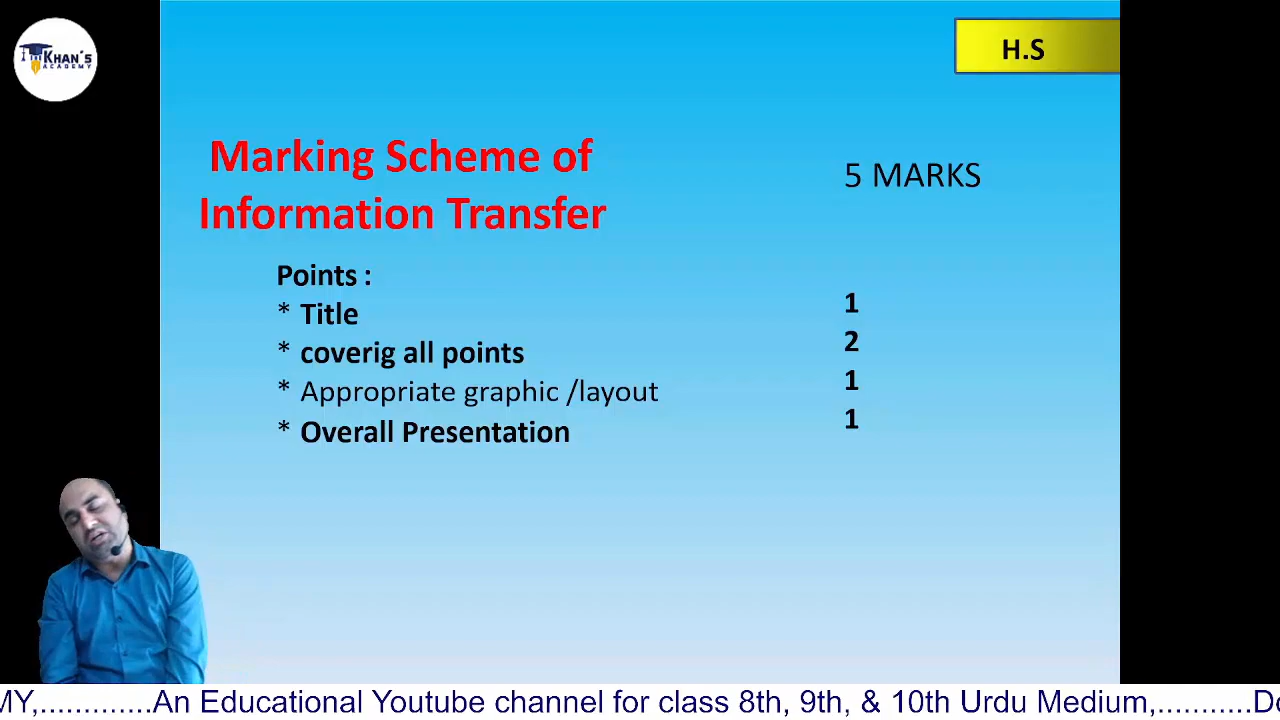 KHAN'S
ACADEMY
H.S
Marking Scheme of
Information Transfer
5 MARKS
Points :
* Title 1
* coverig all points 2
* Appropriate graphic /layout 1
* Overall Presentation 1
MY,.............An Educational Youtube channel for class 8th, 9th, & 10th Urdu Medium,...........De